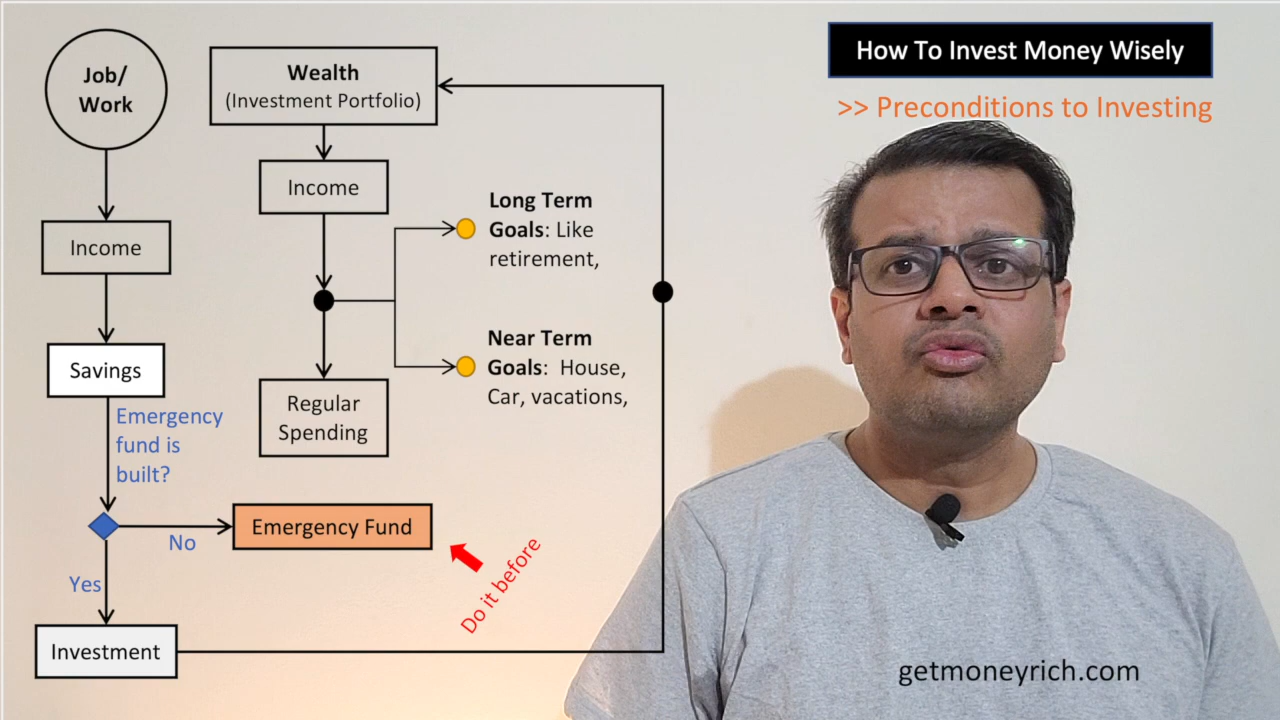 How To Invest Money Wisely
>> Preconditions to Investing
Job/
Work
Income
Savings
Emergency
fund is
built?
No
Emergency Fund
Do it before
Yes
Investment
Wealth
(Investment Portfolio)
Income
Regular
Spending
Long Term
Goals: Like
retirement,
Near Term
Goals:  House,
Car, vacations,
getmoneyrich.com